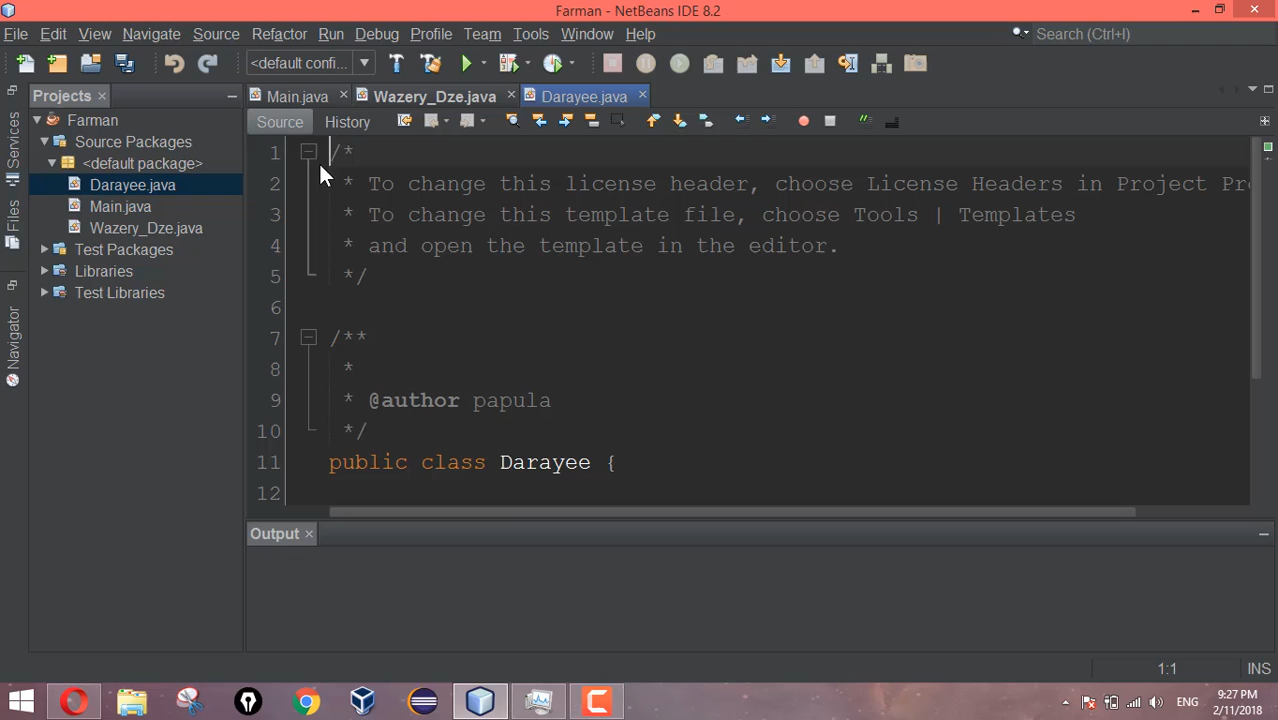 Farman - NetBeans IDE 8.2
File Edit View Navigate Source Refactor Run Debug Profile Team Tools Window Help
Search (Ctrl+I)
<default confi...
Projects
Main.java
Wazery_Dze.java
Darayee.java
Services
Files
Navigator
Farman
Source Packages
<default package>
Darayee.java
Main.java
Wazery_Dze.java
Test Packages
Libraries
Test Libraries
Source History
1 /*
2 * To change this license header, choose License Headers in Project Pr
3 * To change this template file, choose Tools | Templates
4 * and open the template in the editor.
5 */
6
7 /**
8 *
9 * @author papula
10 */
11 public class Darayee {
12
Output
1:1 INS
ENG
9:27 PM
2/11/2018